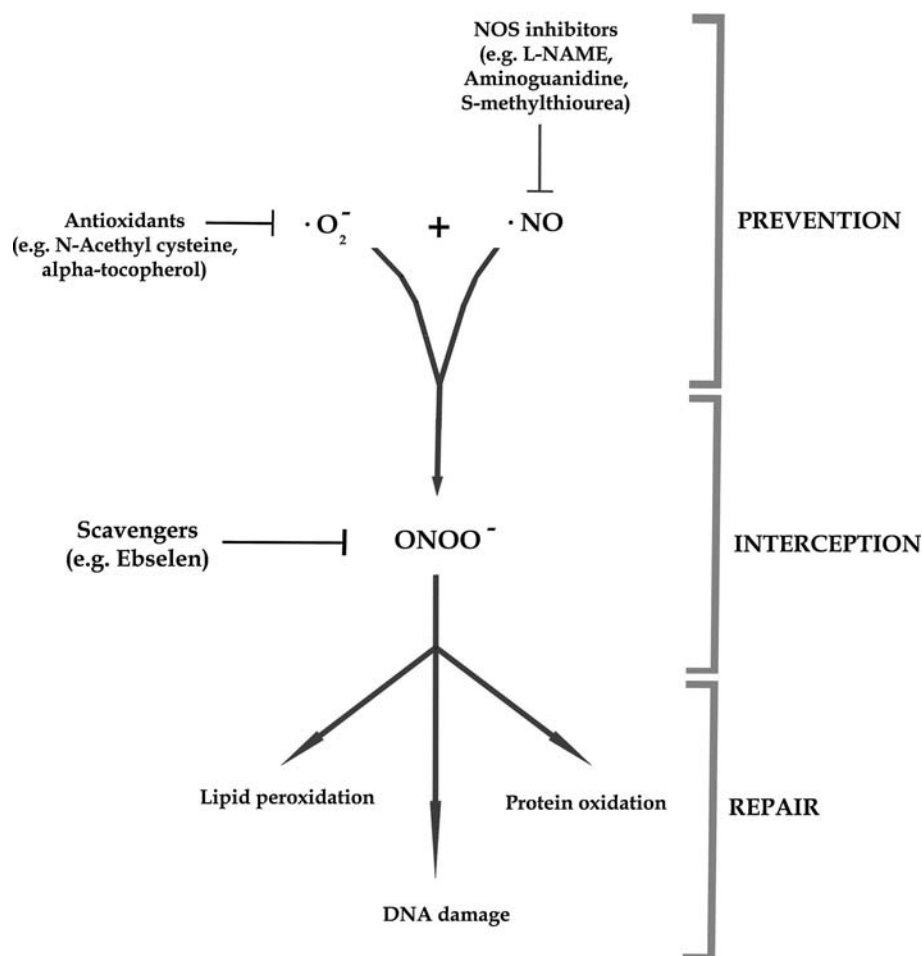 NOS inhibitors
(e.g. L-NAME,
Aminoguanidine,
S-methylthiourea)
Antioxidants
(e.g. N-Acethyl cysteine,
alpha-tocopherol)
·O₂⁻ + ·NO
PREVENTION
Scavengers
(e.g. Ebselen)
ONOO⁻
INTERCEPTION
Lipid peroxidation
Protein oxidation
REPAIR
DNA damage